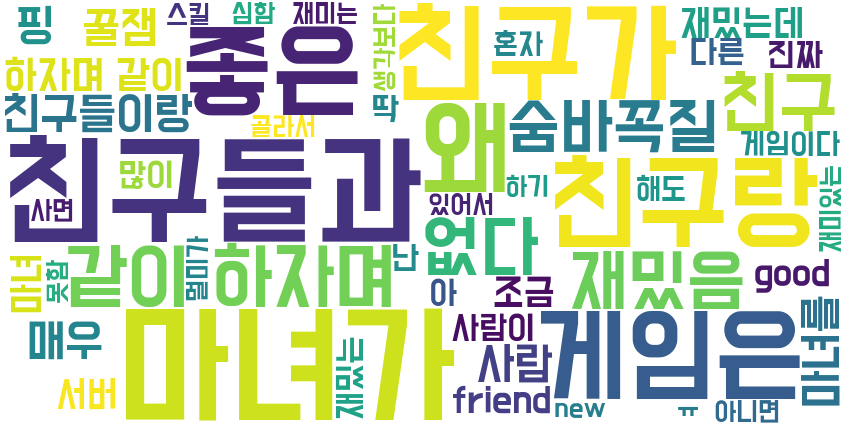 핑 꿀잼 스킬 심함 재미는
좋은 친구가
생각보다 혼자 재밌는데
다른 진짜
하자며 같이
딱 친구들이랑
골라서 왜 숨바꼭질 친구
게임이다
친구들과 많이 사면
하기 친구랑 해도 재미있는
있어서
마녀 못함 같이 멀미가 하자며 난 없다
아 조금 재밌음 good
매우 마녀가 재밌는
사람이 사람 게임은 마녀를
서버 friend new ㅠ 아니면